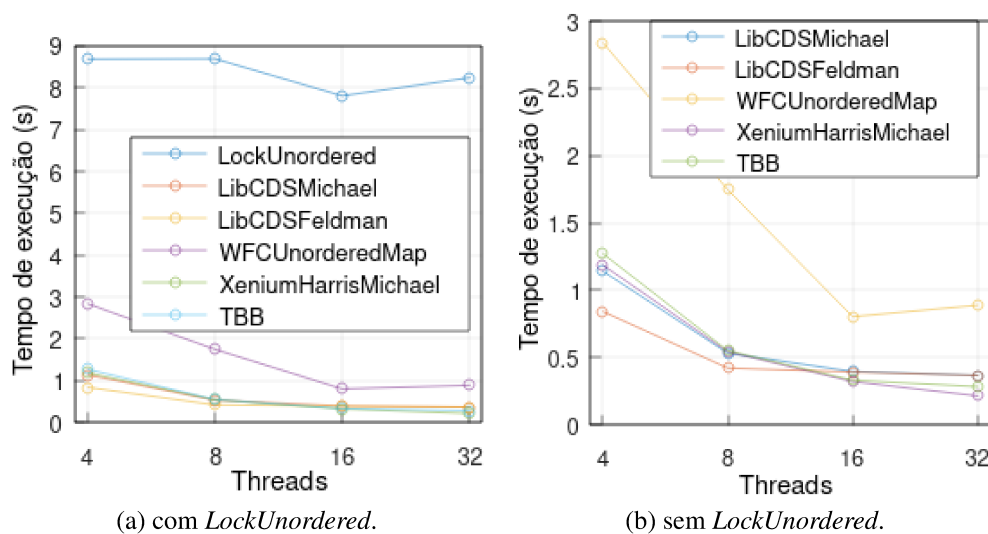 9
8
7
6
5
4
3
2
1
0
Tempo de execução (s)
LockUnordered
LibCDSMichael
LibCDSFeldman
WFCUnorderedMap
XeniumHarrisMichael
TBB
4 8 16 32
Threads
(a) com LockUnordered.
3
2.5
2
1.5
1
0.5
0
Tempo de execução (s)
LibCDSMichael
LibCDSFeldman
WFCUnorderedMap
XeniumHarrisMichael
TBB
4 8 16 32
Threads
(b) sem LockUnordered.